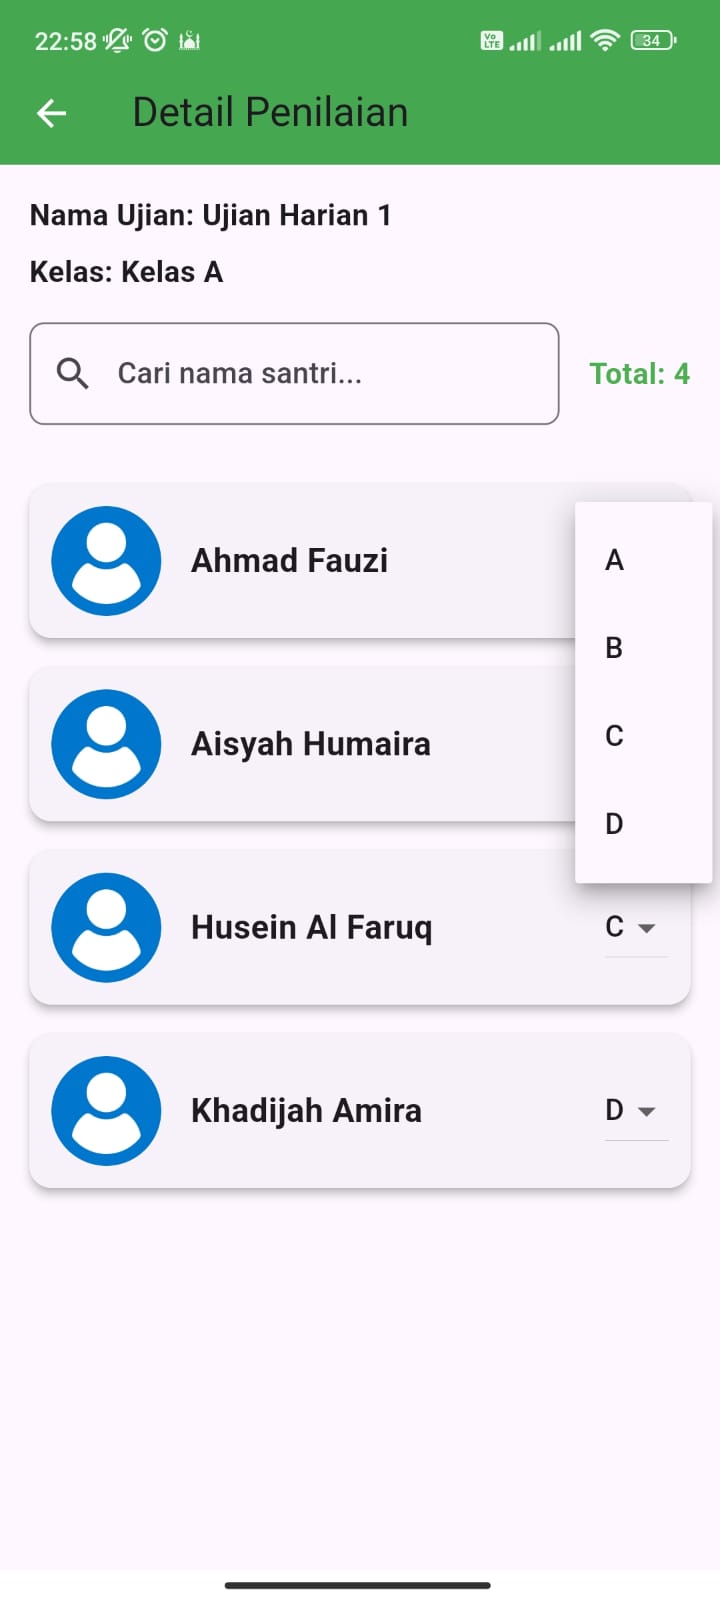 22:58 Vo LTE 34
Detail Penilaian
Nama Ujian: Ujian Harian 1
Kelas: Kelas A
Cari nama santri... Total: 4
Ahmad Fauzi A
B
Aisyah Humaira C
D
Husein Al Faruq C
Khadijah Amira D